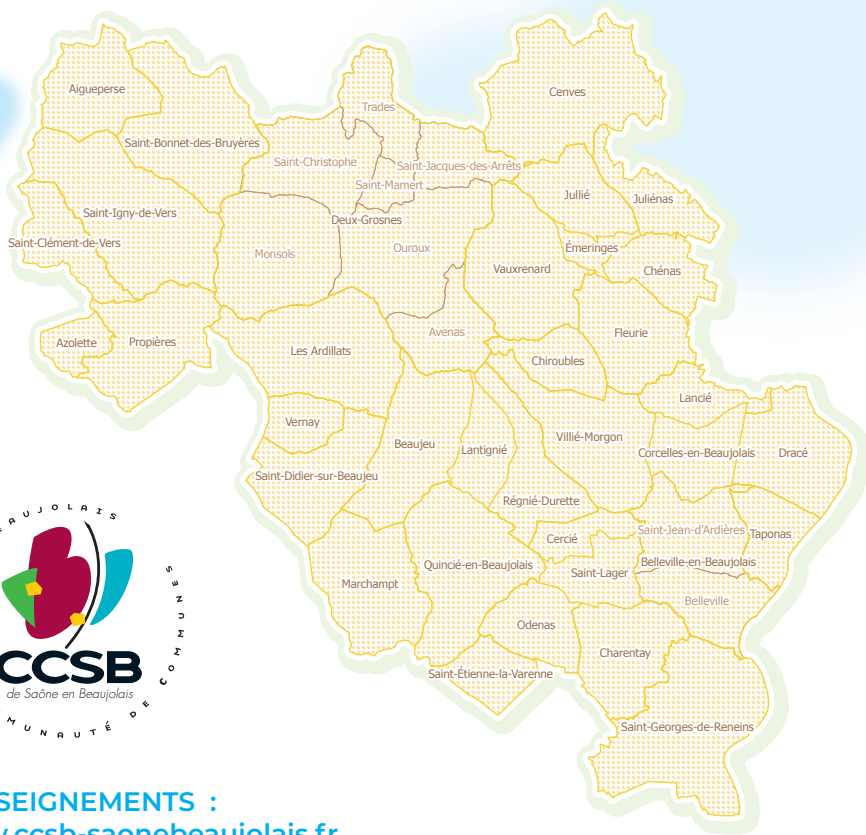 Aigueperse
Cenves
Trades
Saint-Bonnet-des-Bruyères
Saint-Christophe
Saint-Jacques-des-Arrêts
Saint-Mamert
Jullié
Juliénas
Saint-Igny-de-Vers
Deux-Grosnes
Saint-Clément-de-Vers
Ouroux
Émeringes
Monsols
Vauxrenard
Chénas
Avenas
Fleurie
Azolette
Propières
Les Ardillats
Chiroubles
Lancié
Vernay
Beaujeu
Lantignié
Villié-Morgon
Corcelles-en-Beaujolais
Dracé
Saint-Didier-sur-Beaujeu
Régnié-Durette
Saint-Jean-d'Ardières
Taponas
Cercié
Quincié-en-Beaujolais
Saint-Lager
Belleville-en-Beaujolais
Marchampt
Belleville
Odenas
Charentay
Saint-Étienne-la-Varenne
Saint-Georges-de-Reneins
AUJOLAIS
CCSB
de Saône en Beaujolais
MUNAUTÉ DE COMMUNES
SEIGNEMENTS :
.ccsb-saonebeaujolais.fr